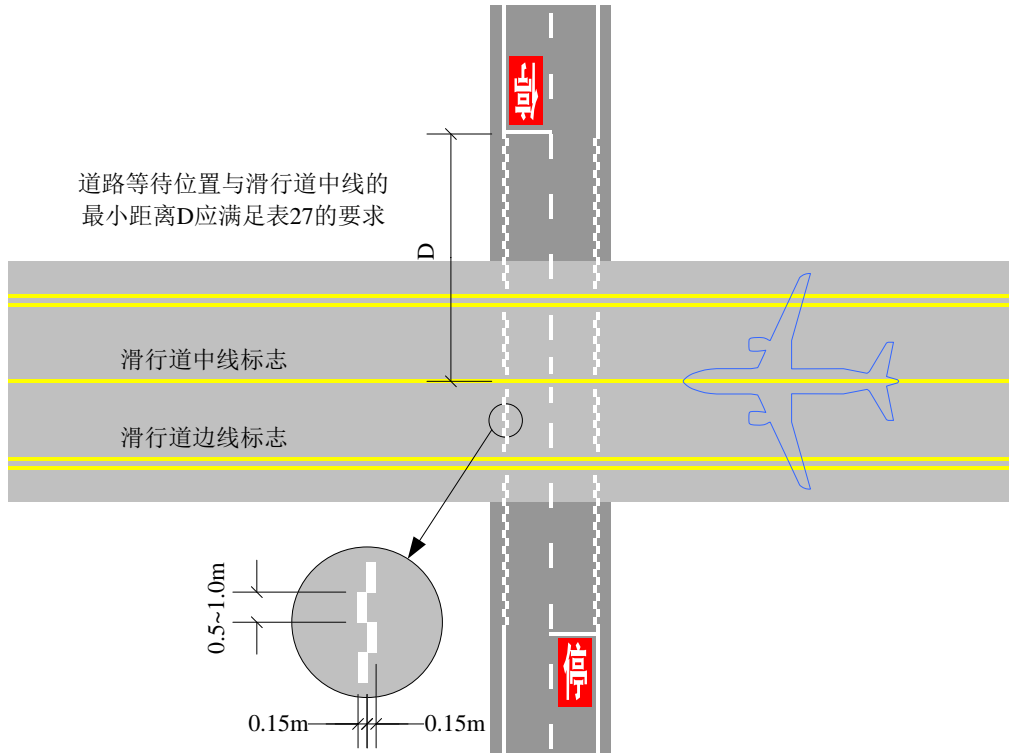 停
道路等待位置与滑行道中线的
最小距离D应满足表27的要求
D
滑行道中线标志
滑行道边线标志
0.5~1.0m
停
0.15m
0.15m